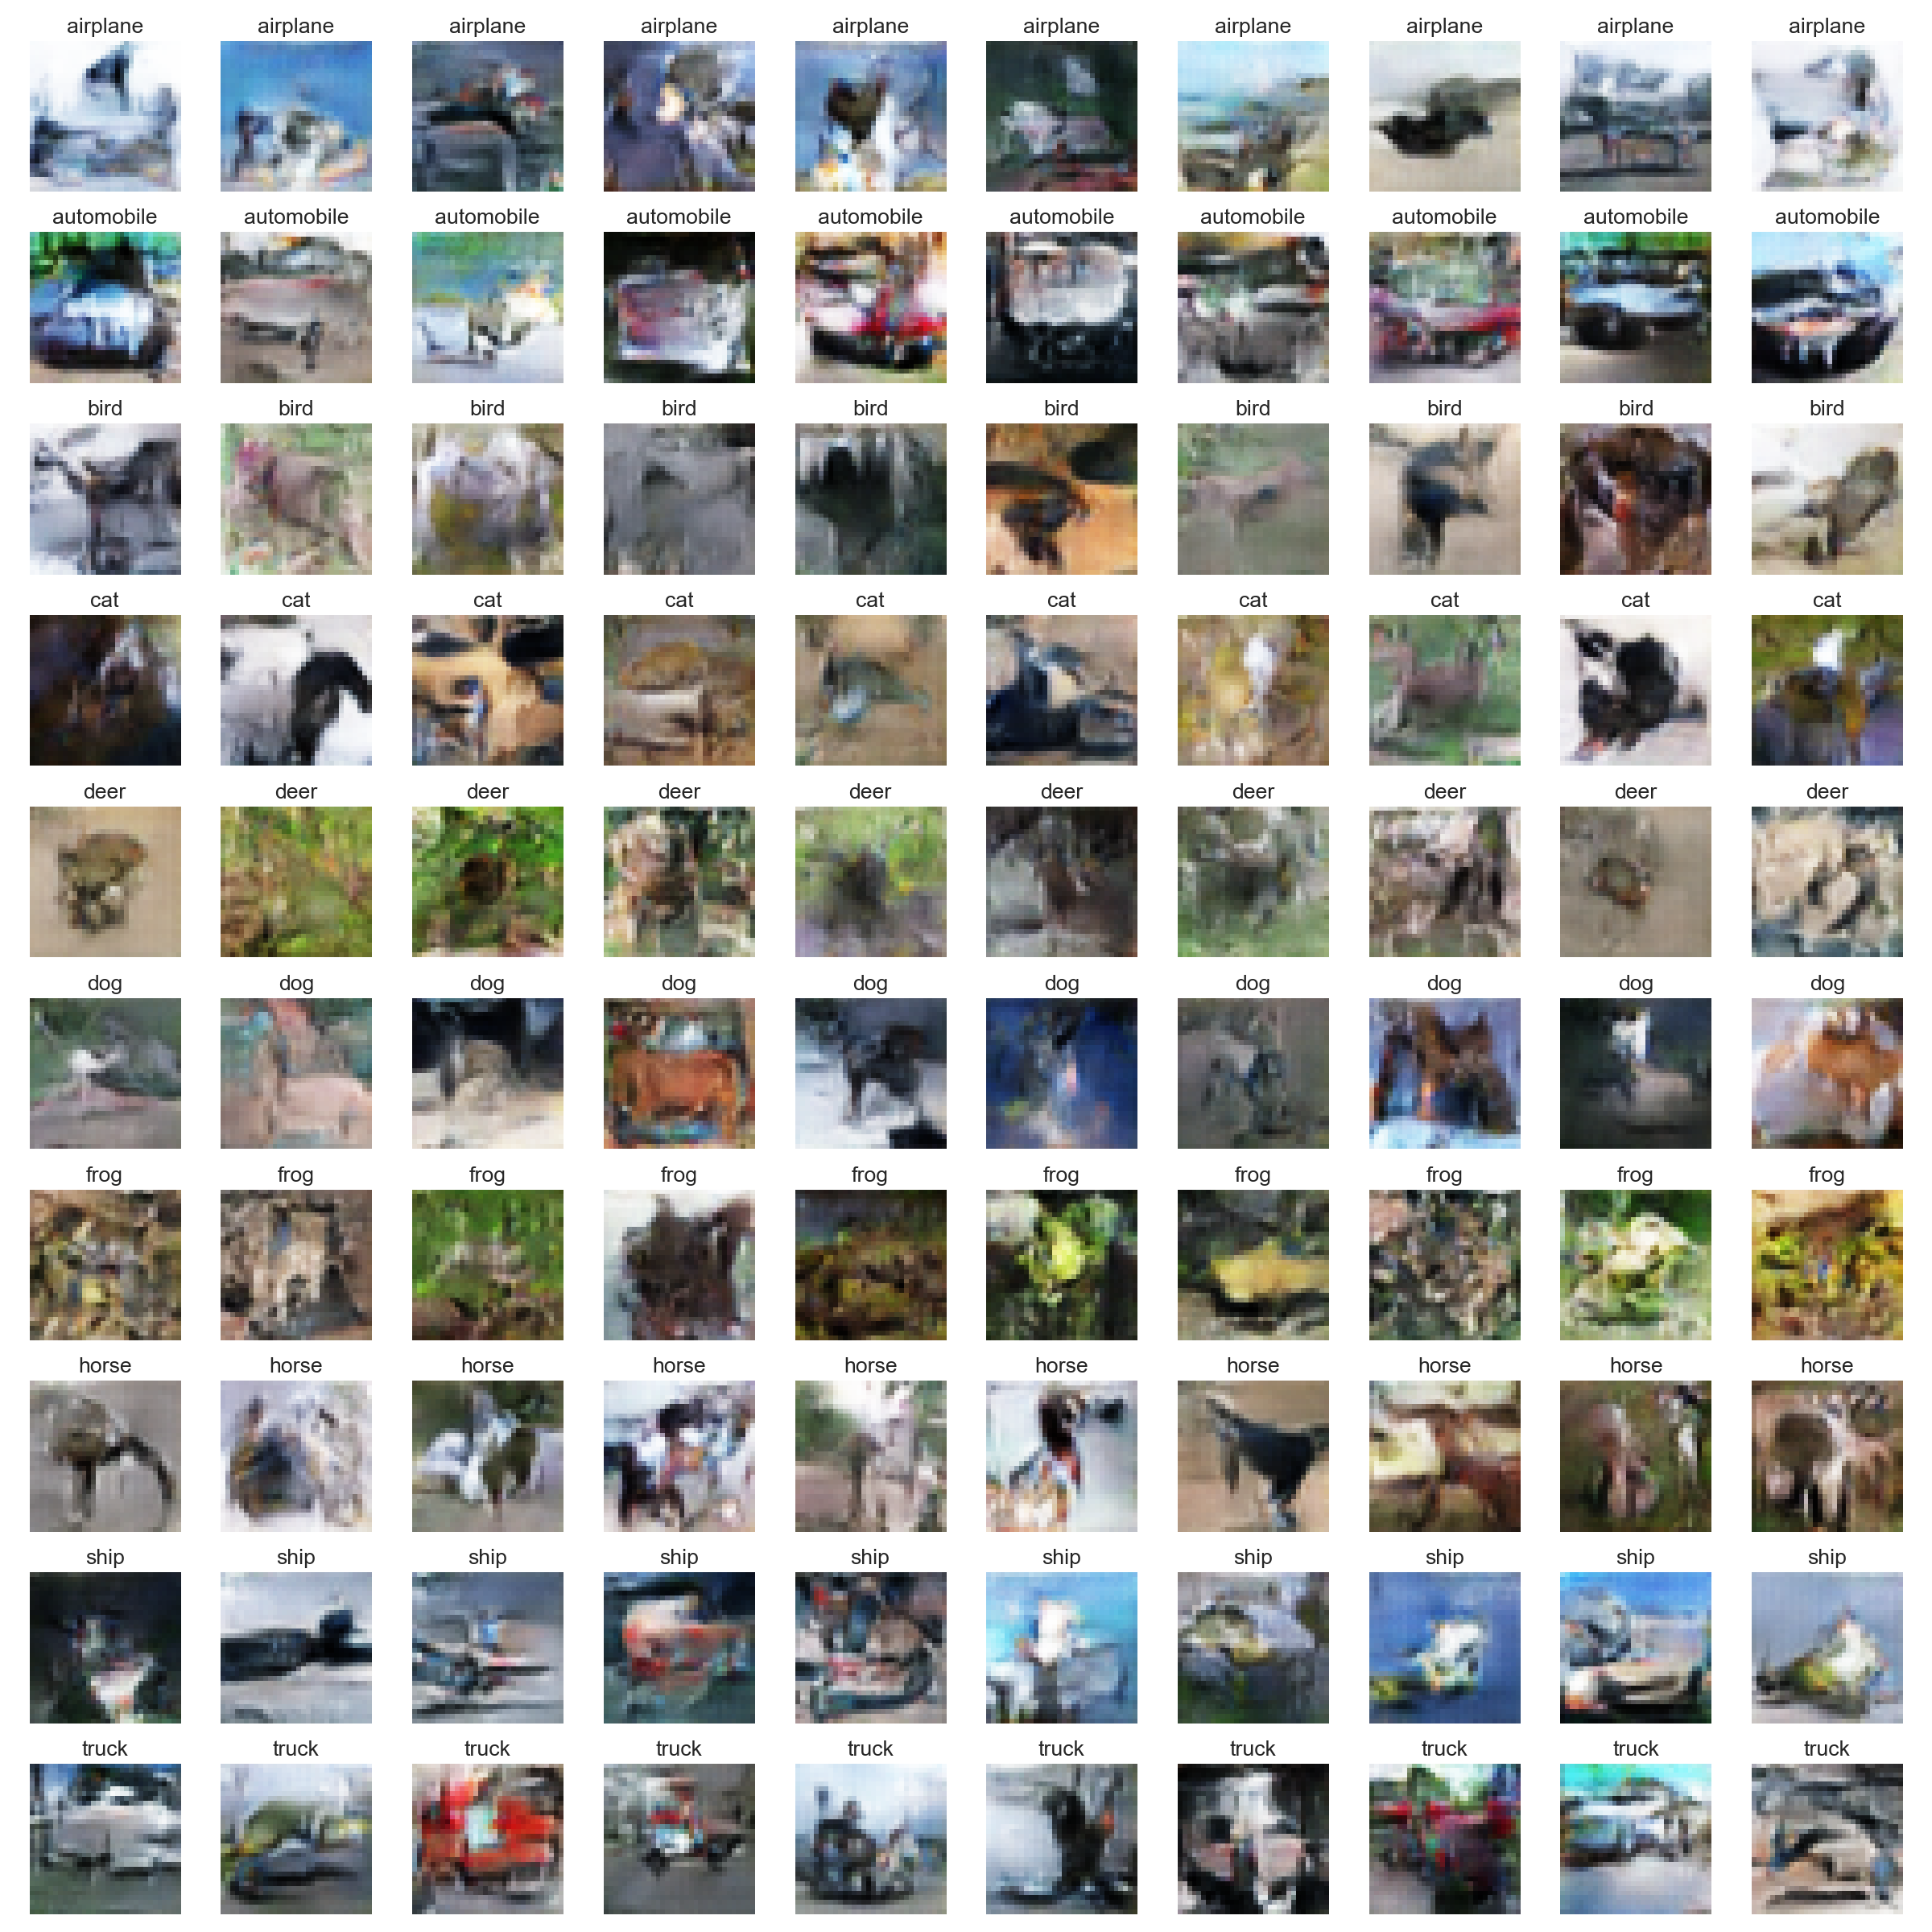 airplane airplane airplane airplane airplane airplane airplane airplane airplane airplane
automobile automobile automobile automobile automobile automobile automobile automobile automobile automobile
bird bird bird bird bird bird bird bird bird bird
cat cat cat cat cat cat cat cat cat cat
deer deer deer deer deer deer deer deer deer deer
dog dog dog dog dog dog dog dog dog dog
frog frog frog frog frog frog frog frog frog frog
horse horse horse horse horse horse horse horse horse horse
ship ship ship ship ship ship ship ship ship ship
truck truck truck truck truck truck truck truck truck truck